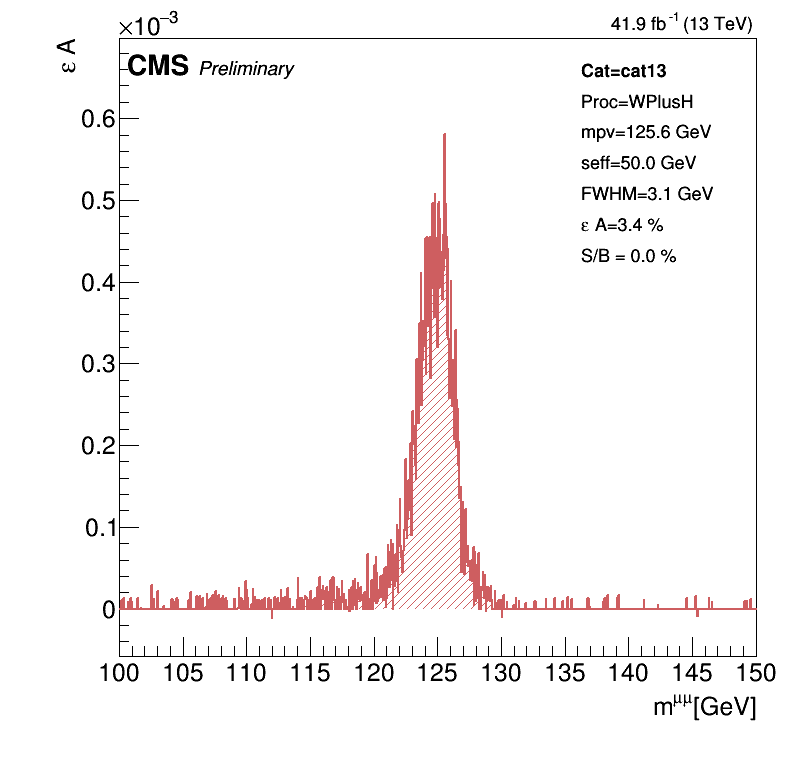 ×10⁻³
41.9 fb⁻¹ (13 TeV)
ε A
CMS Preliminary
Cat=cat13
Proc=WPlusH
mpv=125.6 GeV
seff=50.0 GeV
FWHM=3.1 GeV
ε A=3.4 %
S/B = 0.0 %
0.6
0.5
0.4
0.3
0.2
0.1
0
100 105 110 115 120 125 130 135 140 145 150
m^μμ[GeV]